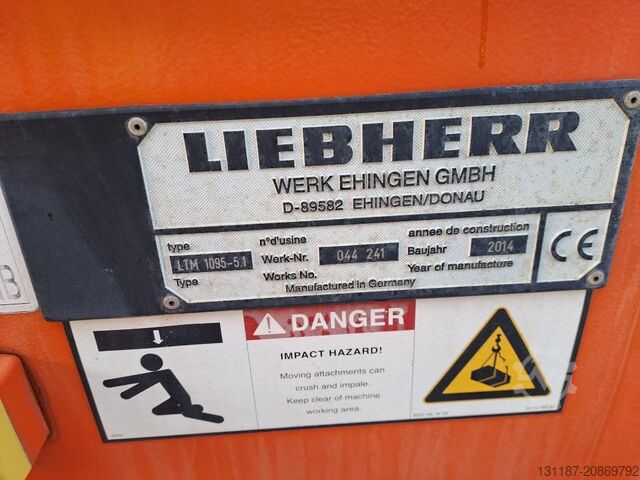 LIEBHERR
WERK EHINGEN GMBH
D-89582 EHINGEN/DONAU
type
Type
LTM 1095-5.1
n°d'usine
Werk-Nr.
Works No.
044 241
annee de construction
Baujahr
Year of manufacture
2014
Manufactured in Germany
CE
DANGER
IMPACT HAZARD!
Moving attachments can
crush and impale.
Keep clear of machine
working area.
131187-20869792